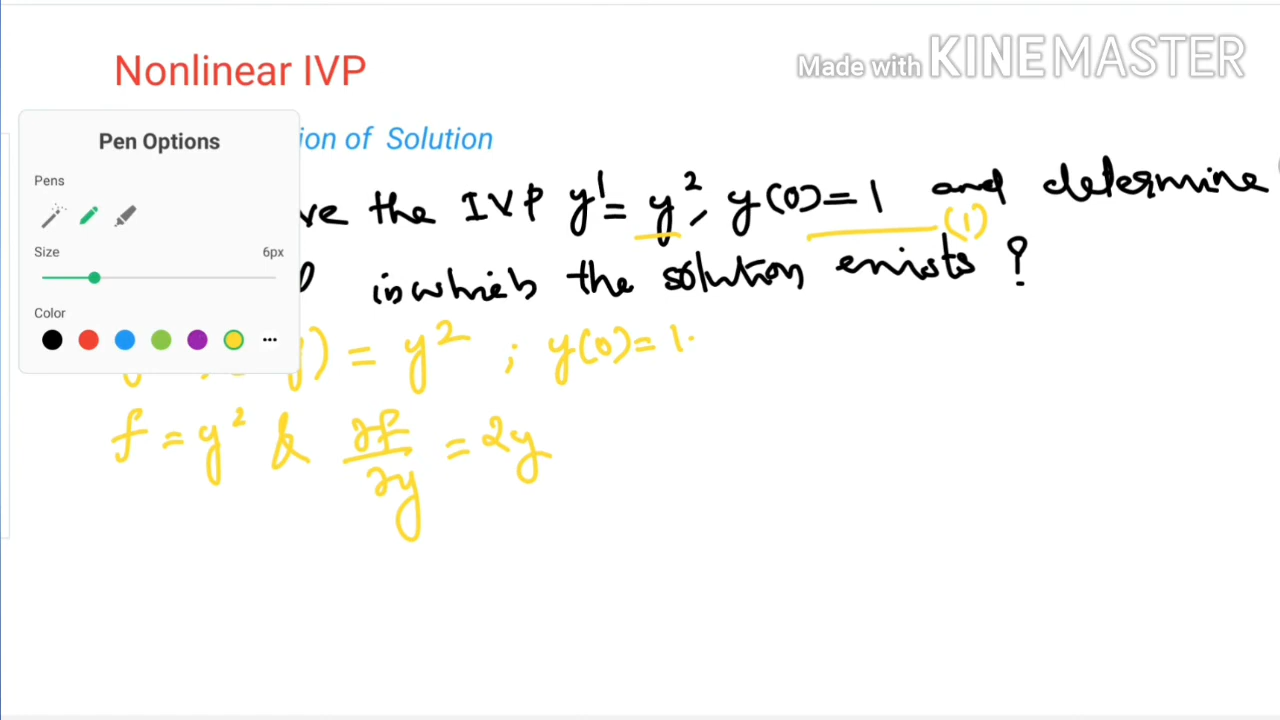 Made with KINEMASTER
Nonlinear IVP
ion of Solution
Pen Options
Pens
Size 6px
Color
...
ve the IVP y' = y², y(0)=1 and determine
(1)
in which the solution exists ?
y) = y² ; y(0)=1.
f = y² & ∂f/∂y = 2y